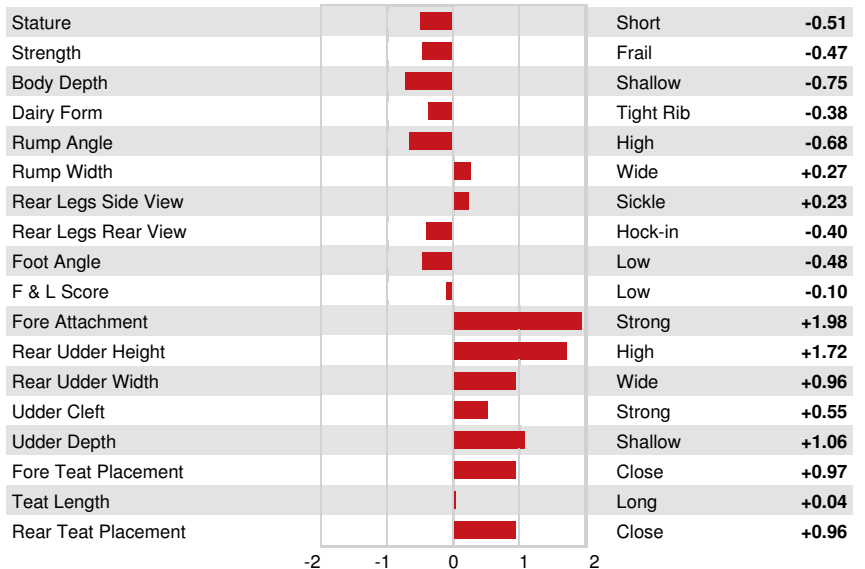 Stature Short -0.51
Strength Frail -0.47
Body Depth Shallow -0.75
Dairy Form Tight Rib -0.38
Rump Angle High -0.68
Rump Width Wide +0.27
Rear Legs Side View Sickle +0.23
Rear Legs Rear View Hock-in -0.40
Foot Angle Low -0.48
F & L Score Low -0.10
Fore Attachment Strong +1.98
Rear Udder Height High +1.72
Rear Udder Width Wide +0.96
Udder Cleft Strong +0.55
Udder Depth Shallow +1.06
Fore Teat Placement Close +0.97
Teat Length Long +0.04
Rear Teat Placement Close +0.96
-2 -1 0 1 2